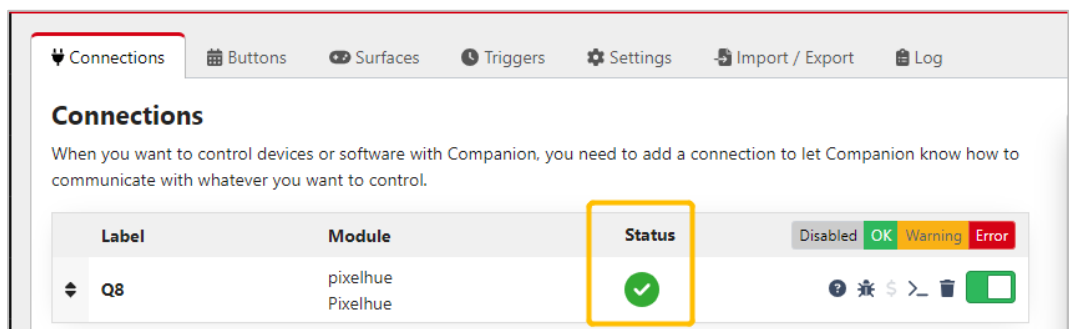 Connections Buttons Surfaces Triggers Settings Import / Export Log
Connections
When you want to control devices or software with Companion, you need to add a connection to let Companion know how to
communicate with whatever you want to control.
Label Module Status Disabled OK Warning Error
Q8 pixelhue
Pixelhue